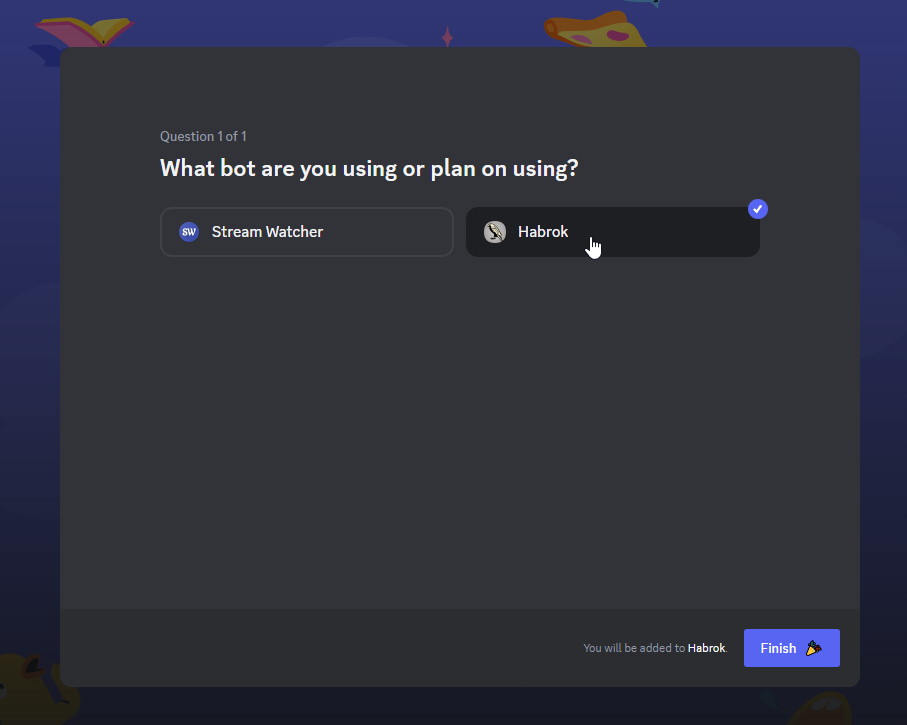 Question 1 of 1
What bot are you using or plan on using?
SW Stream Watcher
Habrok
You will be added to Habrok.
Finish